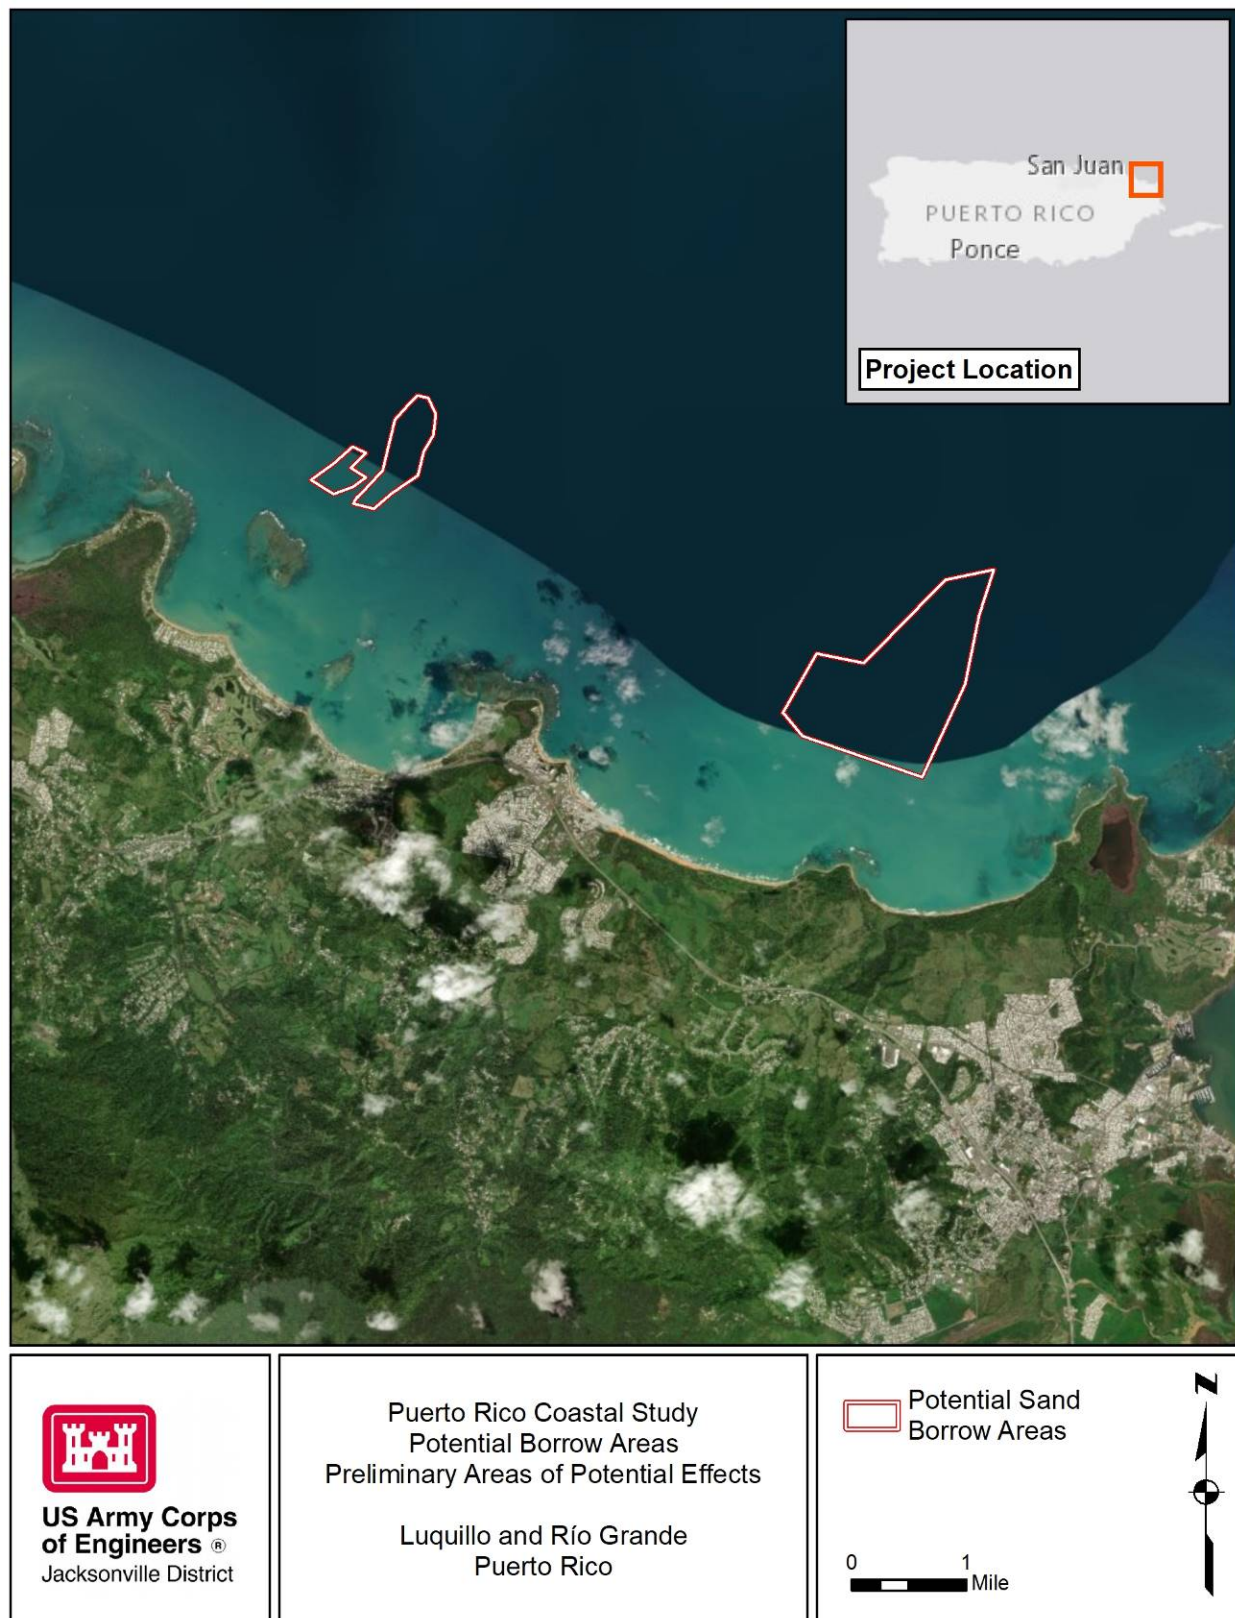 San Juan
PUERTO RICO
Ponce
Project Location
US Army Corps
of Engineers ®
Jacksonville District
Puerto Rico Coastal Study
Potential Borrow Areas
Preliminary Areas of Potential Effects
Luquillo and Río Grande
Puerto Rico
Potential Sand
Borrow Areas
N
0 1
Mile